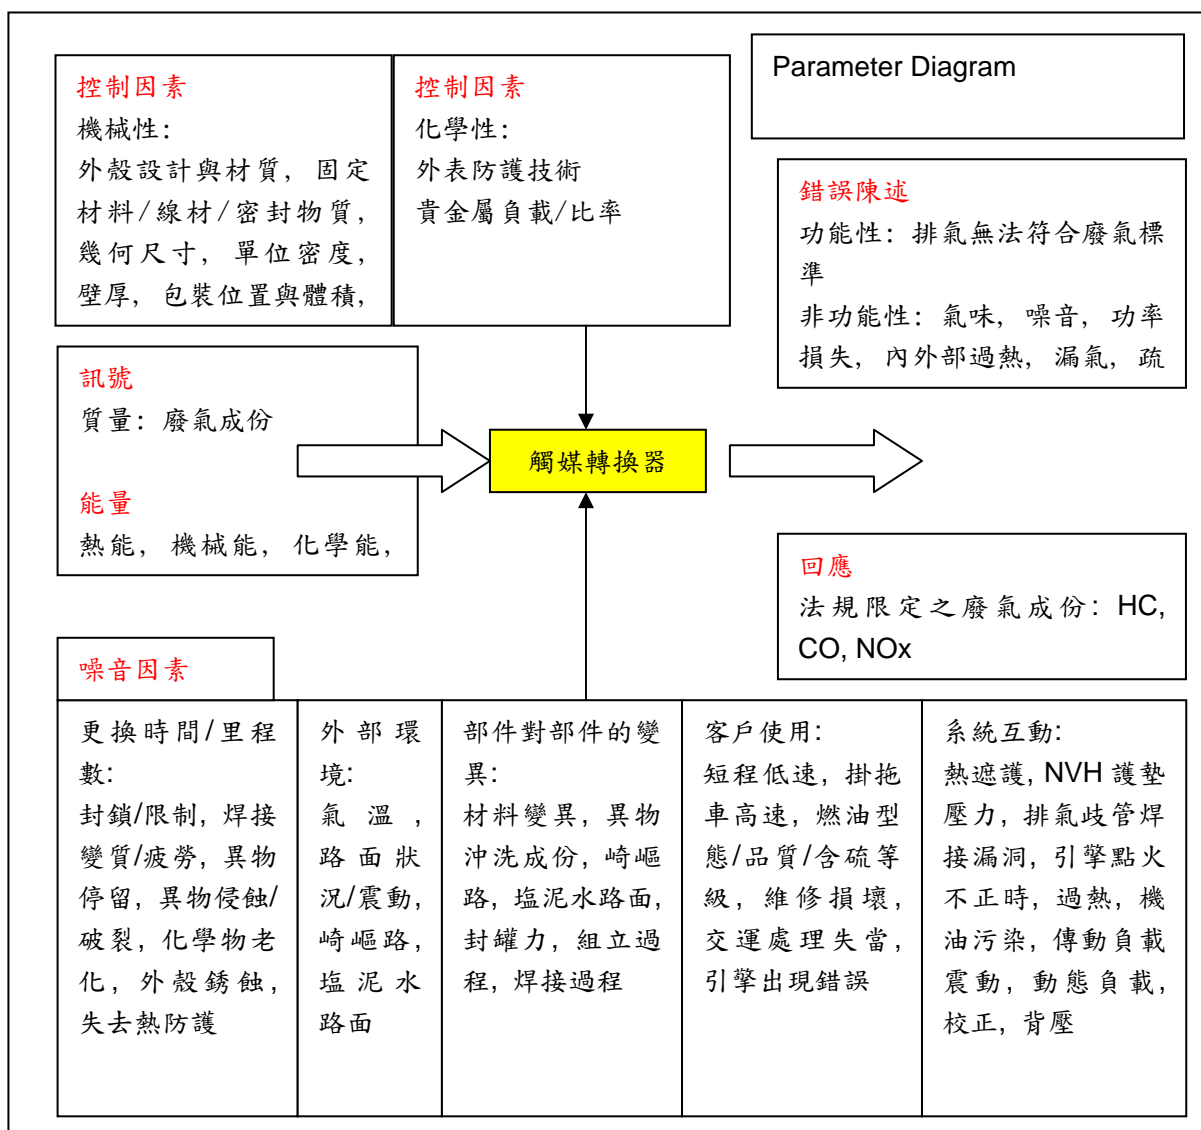 Parameter Diagram
控制因素
機械性:
外殼設計與材質, 固定
材料/線材/密封物質,
幾何尺寸, 單位密度,
壁厚, 包裝位置與體積,
控制因素
化學性:
外表防護技術
貴金屬負載/比率
錯誤陳述
功能性: 排氣無法符合廢氣標
準
非功能性: 氣味, 噪音, 功率
損失, 內外部過熱, 漏氣, 疏
訊號
質量: 廢氣成份
能量
熱能, 機械能, 化學能,
觸媒轉換器
回應
法規限定之廢氣成份: HC,
CO, NOx
噪音因素
更換時間/里程
數:
封鎖/限制, 焊接
變質/疲勞, 異物
停留, 異物侵蝕/
破裂, 化學物老
化, 外殼銹蝕,
失去熱防護
外部環
境:
氣溫,
路面狀
況/震動,
崎嶇路,
塩泥水
路面
部件對部件的變
異:
材料變異, 異物
沖洗成份, 崎嶇
路, 塩泥水路面,
封罐力, 組立過
程, 焊接過程
客戶使用:
短程低速, 掛拖
車高速, 燃油型
態/品質/含硫等
級, 維修損壞,
交運處理失當,
引擎出現錯誤
系統互動:
熱遮護, NVH 護墊
壓力, 排氣歧管焊
接漏洞, 引擎點火
不正時, 過熱, 機
油污染, 傳動負載
震動, 動態負載,
校正, 背壓